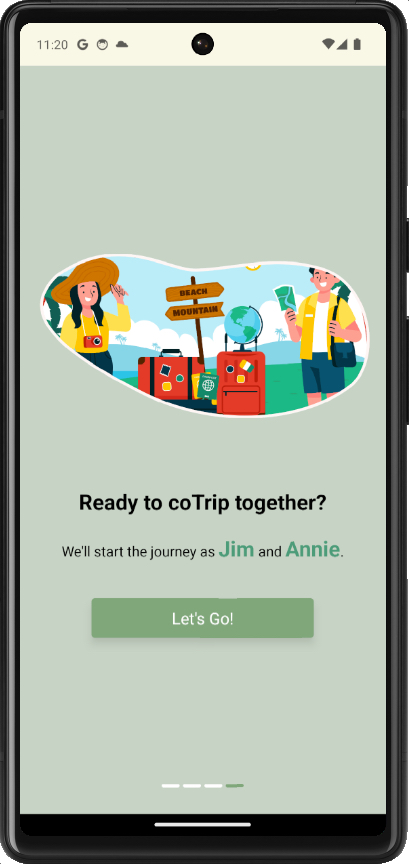 11:20
BEACH
MOUNTAIN
Ready to coTrip together?
We'll start the journey as Jim and Annie.
Let's Go!